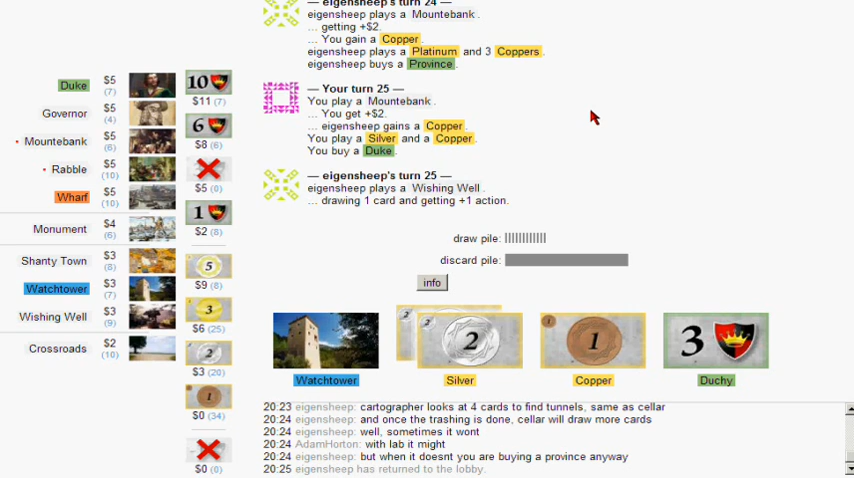 — eigensheep's turn 24 —
eigensheep plays a Mountebank.
... getting +$2.
... You gain a Copper.
eigensheep plays a Platinum and 3 Coppers.
eigensheep buys a Province.
— Your turn 25 —
You play a Mountebank.
... You get +$2.
... eigensheep gains a Copper.
You play a Silver and a Copper.
You buy a Duke.
— eigensheep's turn 25 —
eigensheep plays a Wishing Well.
... drawing 1 card and getting +1 action.
Duke $5 (7)
Governor $5 (4)
Mountebank $5 (6)
Rabble $5 (10)
Wharf $5 (10)
Monument $4 (6)
Shanty Town $3 (8)
Watchtower $3 (7)
Wishing Well $3 (9)
Crossroads $2 (10)
10
$11 (7)
6
$8 (6)
$5 (0)
1
$2 (8)
5
$9 (8)
3
$6 (25)
2
$3 (20)
1
$0 (34)
$0 (0)
draw pile:
discard pile:
info
2 2 2 1 1 3
Watchtower Silver Copper Duchy
20:23 eigensheep: cartographer looks at 4 cards to find tunnels, same as cellar
20:24 eigensheep: and once the trashing is done, cellar will draw more cards
20:24 eigensheep: well, sometimes it wont
20:24 AdamHorton: with lab it might
20:24 eigensheep: but when it doesnt you are buying a province anyway
20:25 eigensheep has returned to the lobby.